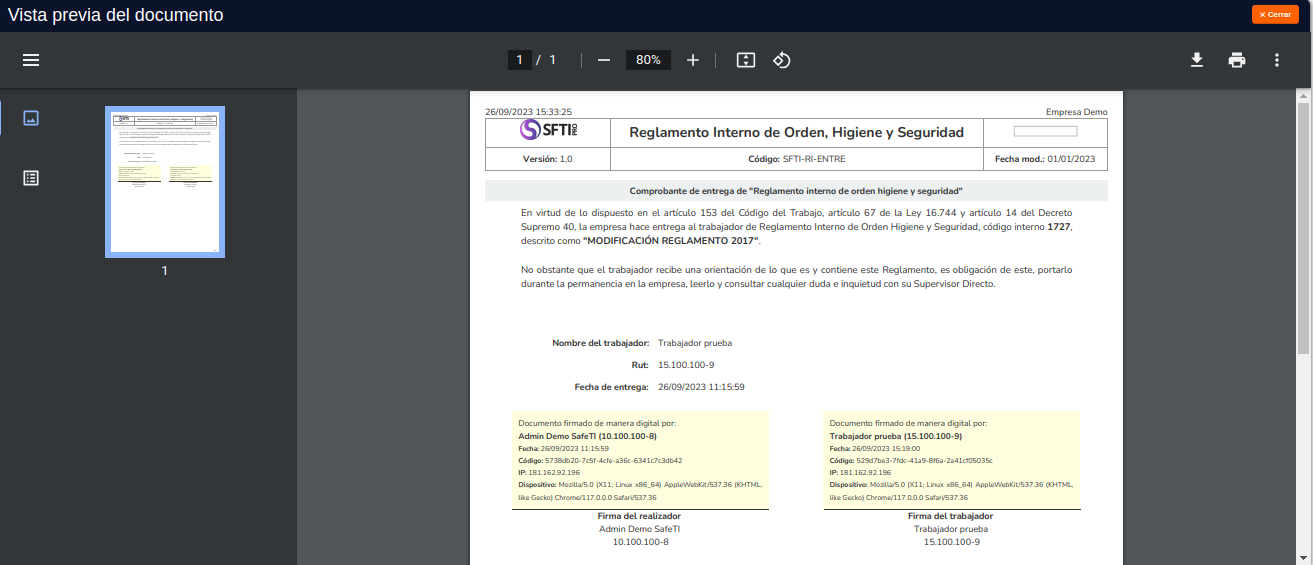 Vista previa del documento
× Cerrar
1 / 1
80%
1
26/09/2023 15:33:25
Empresa Demo
SFTI PRO
Reglamento Interno de Orden, Higiene y Seguridad
Versión: 1,0
Código: SFTI-RI-ENTRE
Fecha mod.: 01/01/2023
Comprobante de entrega de "Reglamento interno de orden higiene y seguridad"
En virtud de lo dispuesto en el artículo 153 del Código del Trabajo, artículo 67 de la Ley 16.744 y artículo 14 del Decreto
Supremo 40, la empresa hace entrega al trabajador de Reglamento Interno de Orden Higiene y Seguridad, código interno 1727,
descrito como "MODIFICACIÓN REGLAMENTO 2017".
No obstante que el trabajador recibe una orientación de lo que es y contiene este Reglamento, es obligación de este, portarlo
durante la permanencia en la empresa, leerlo y consultar cualquier duda e inquietud con su Supervisor Directo.
Nombre del trabajador: Trabajador prueba
Rut: 15.100.100-9
Fecha de entrega: 26/09/2023 11:15:59
Documento firmado de manera digital por:
Admin Demo SafeTI (10.100.100-8)
Fecha: 26/09/2023 11:15:59
Código: 5738db20-7c5f-4cfe-a36c-6341c7c3db42
IP: 181.162.92.196
Dispositivo: Mozilla/5.0 (X11; Linux x86_64) AppleWebKit/537.36 (KHTML,
like Gecko) Chrome/117.0.0.0 Safari/537.36
Firma del realizador
Admin Demo SafeTI
10.100.100-8
Documento firmado de manera digital por:
Trabajador prueba (15.100.100-9)
Fecha: 26/09/2023 15:19:00
Código: 529d7be3-7fdc-41a9-8f6a-2a41cf05035c
IP: 181.162.92.196
Dispositivo: Mozilla/5.0 (X11; Linux x86_64) AppleWebKit/537.36 (KHTML,
like Gecko) Chrome/117.0.0.0 Safari/537.36
Firma del trabajador
Trabajador prueba
15.100.100-9